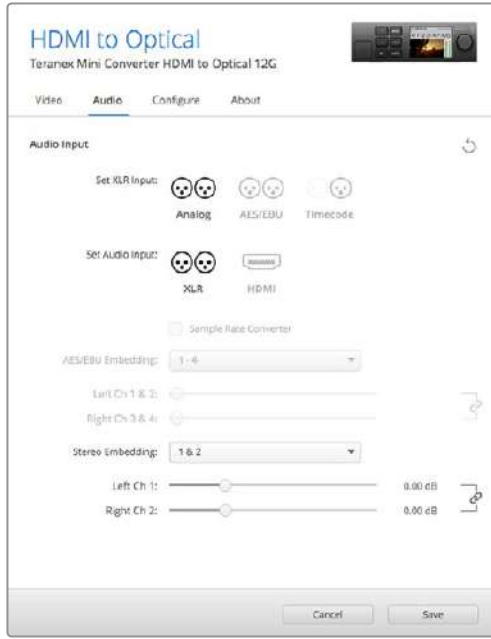 HDMI to Optical
Teranex Mini Converter HDMI to Optical 12G
Video Audio Configure About
Audio Input
Set XLR Input:
Analog AES/EBU Timecode
Set Audio Input:
XLR HDMI
Sample Rate Converter
AES/EBU Embedding: 1 - 4
Left Ch 1 & 2:
Right Ch 3 & 4:
Stereo Embedding: 1 & 2
Left Ch 1: 0.00 dB
Right Ch 2: 0.00 dB
Cancel Save